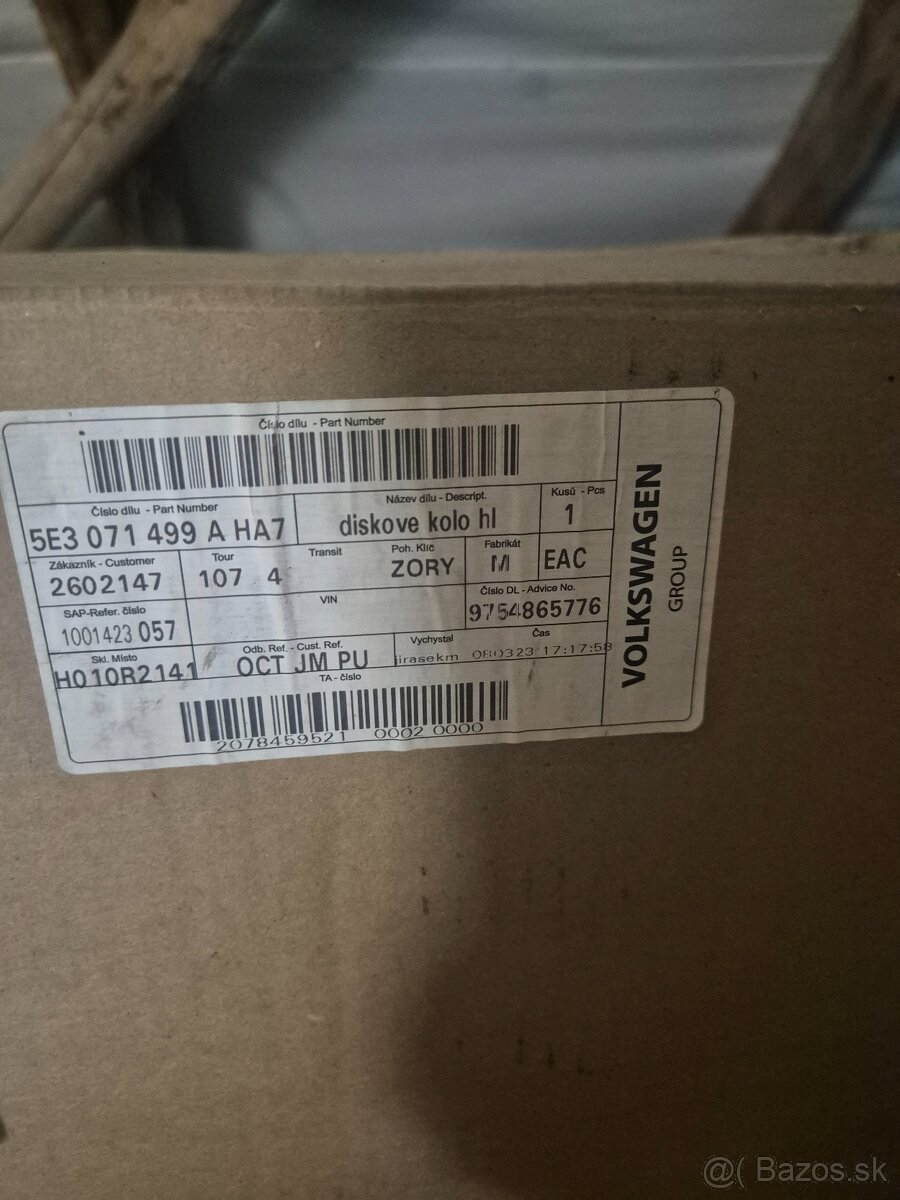 Číslo dílu - Part Number
Číslo dílu - Part Number
5E3 071 499 A HA7
Název dílu - Descript.
diskove kolo hl
Kusů - Pcs
1
Zákazník - Customer
2602147
Tour
107 4
Transit
Poh. Klíč
ZORY
Fabrikát
M
EAC
SAP-Refer. číslo
1001423 057
VIN
Číslo DL - Advice No.
9754865776
Skl. Místo
H010R2141
Odb. Ref. - Cust. Ref.
OCT JM PU
Vychystal
jirasekm
Čas
080323 17:17:58
TA - číslo
2078459521 0002 0000
VOLKSWAGEN
GROUP
@( Bazos.sk